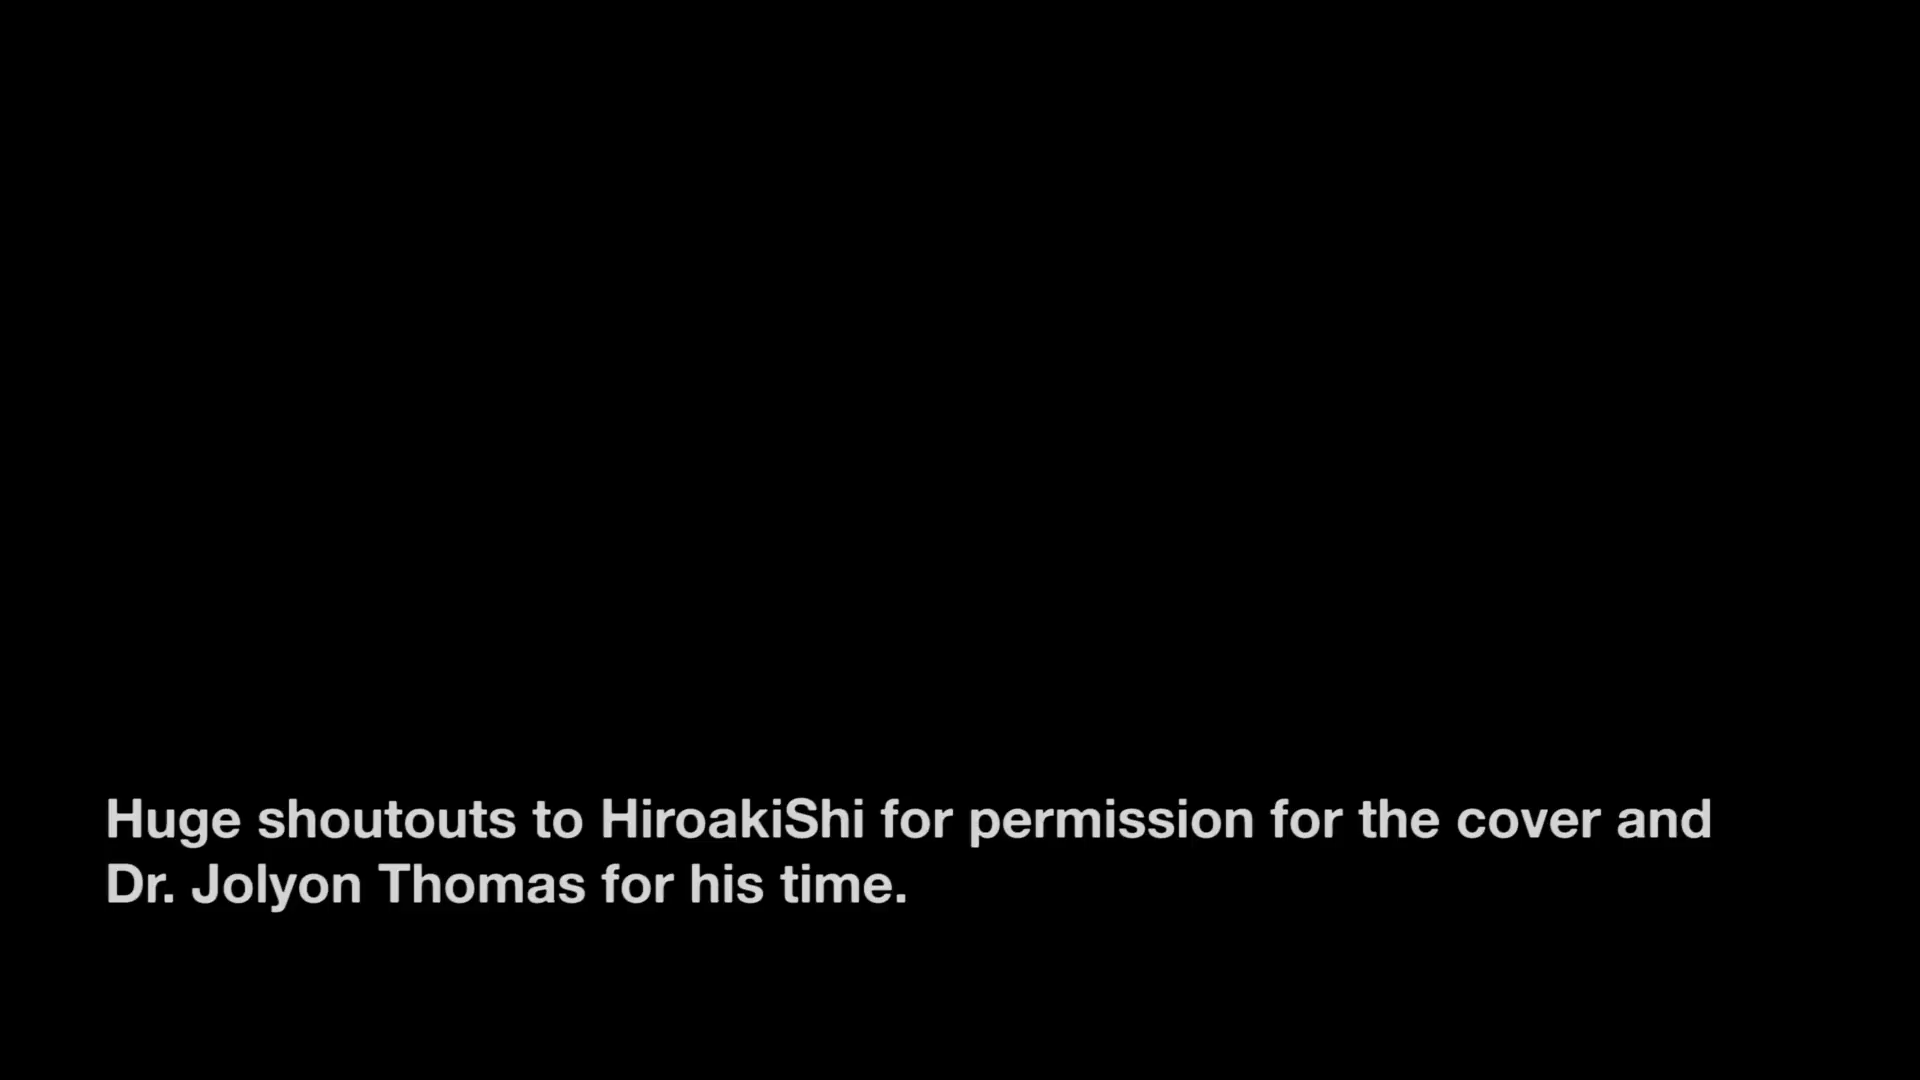 Huge shoutouts to HiroakiShi for permission for the cover and
Dr. Jolyon Thomas for his time.